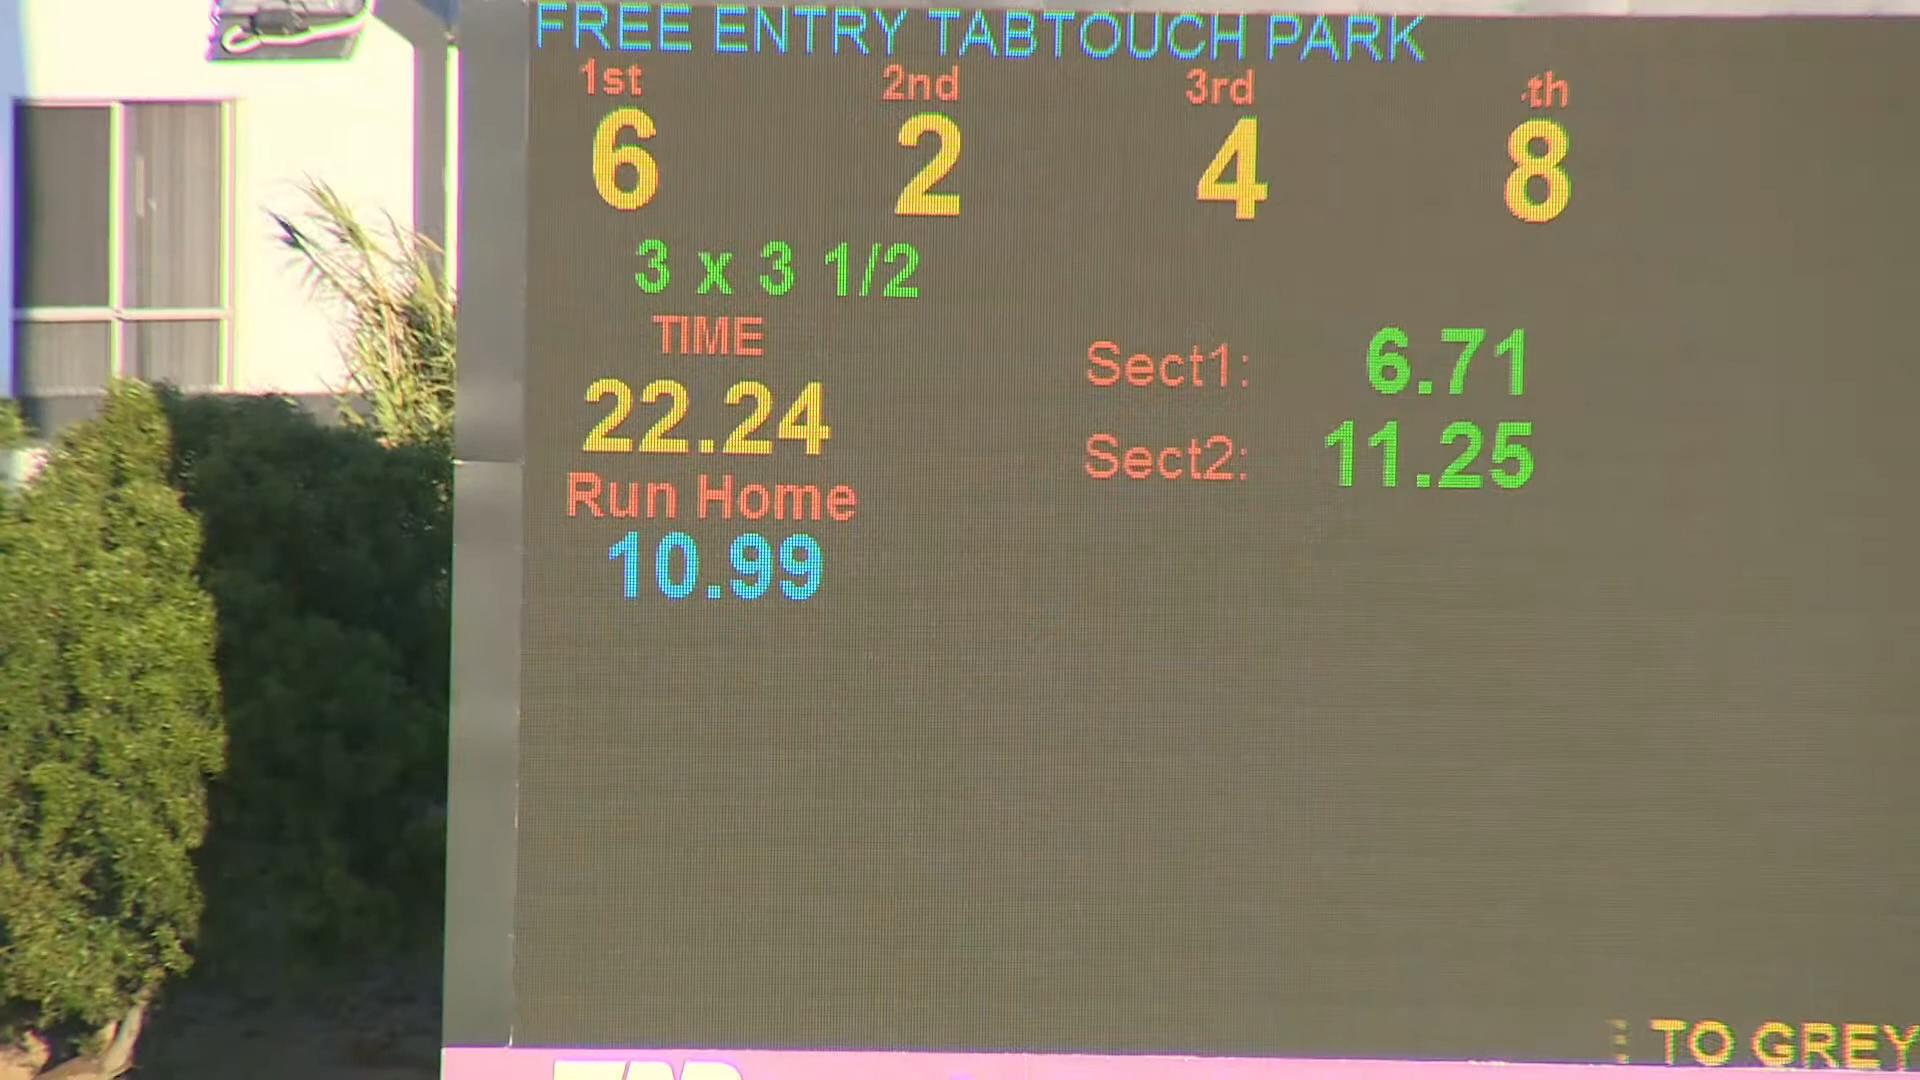 FREE ENTRY TABTOUCH PARK
1st 2nd 3rd th
6 2 4 8
3 x 3 1/2
TIME
22.24
Sect1: 6.71
Sect2: 11.25
Run Home
10.99
TO GREY